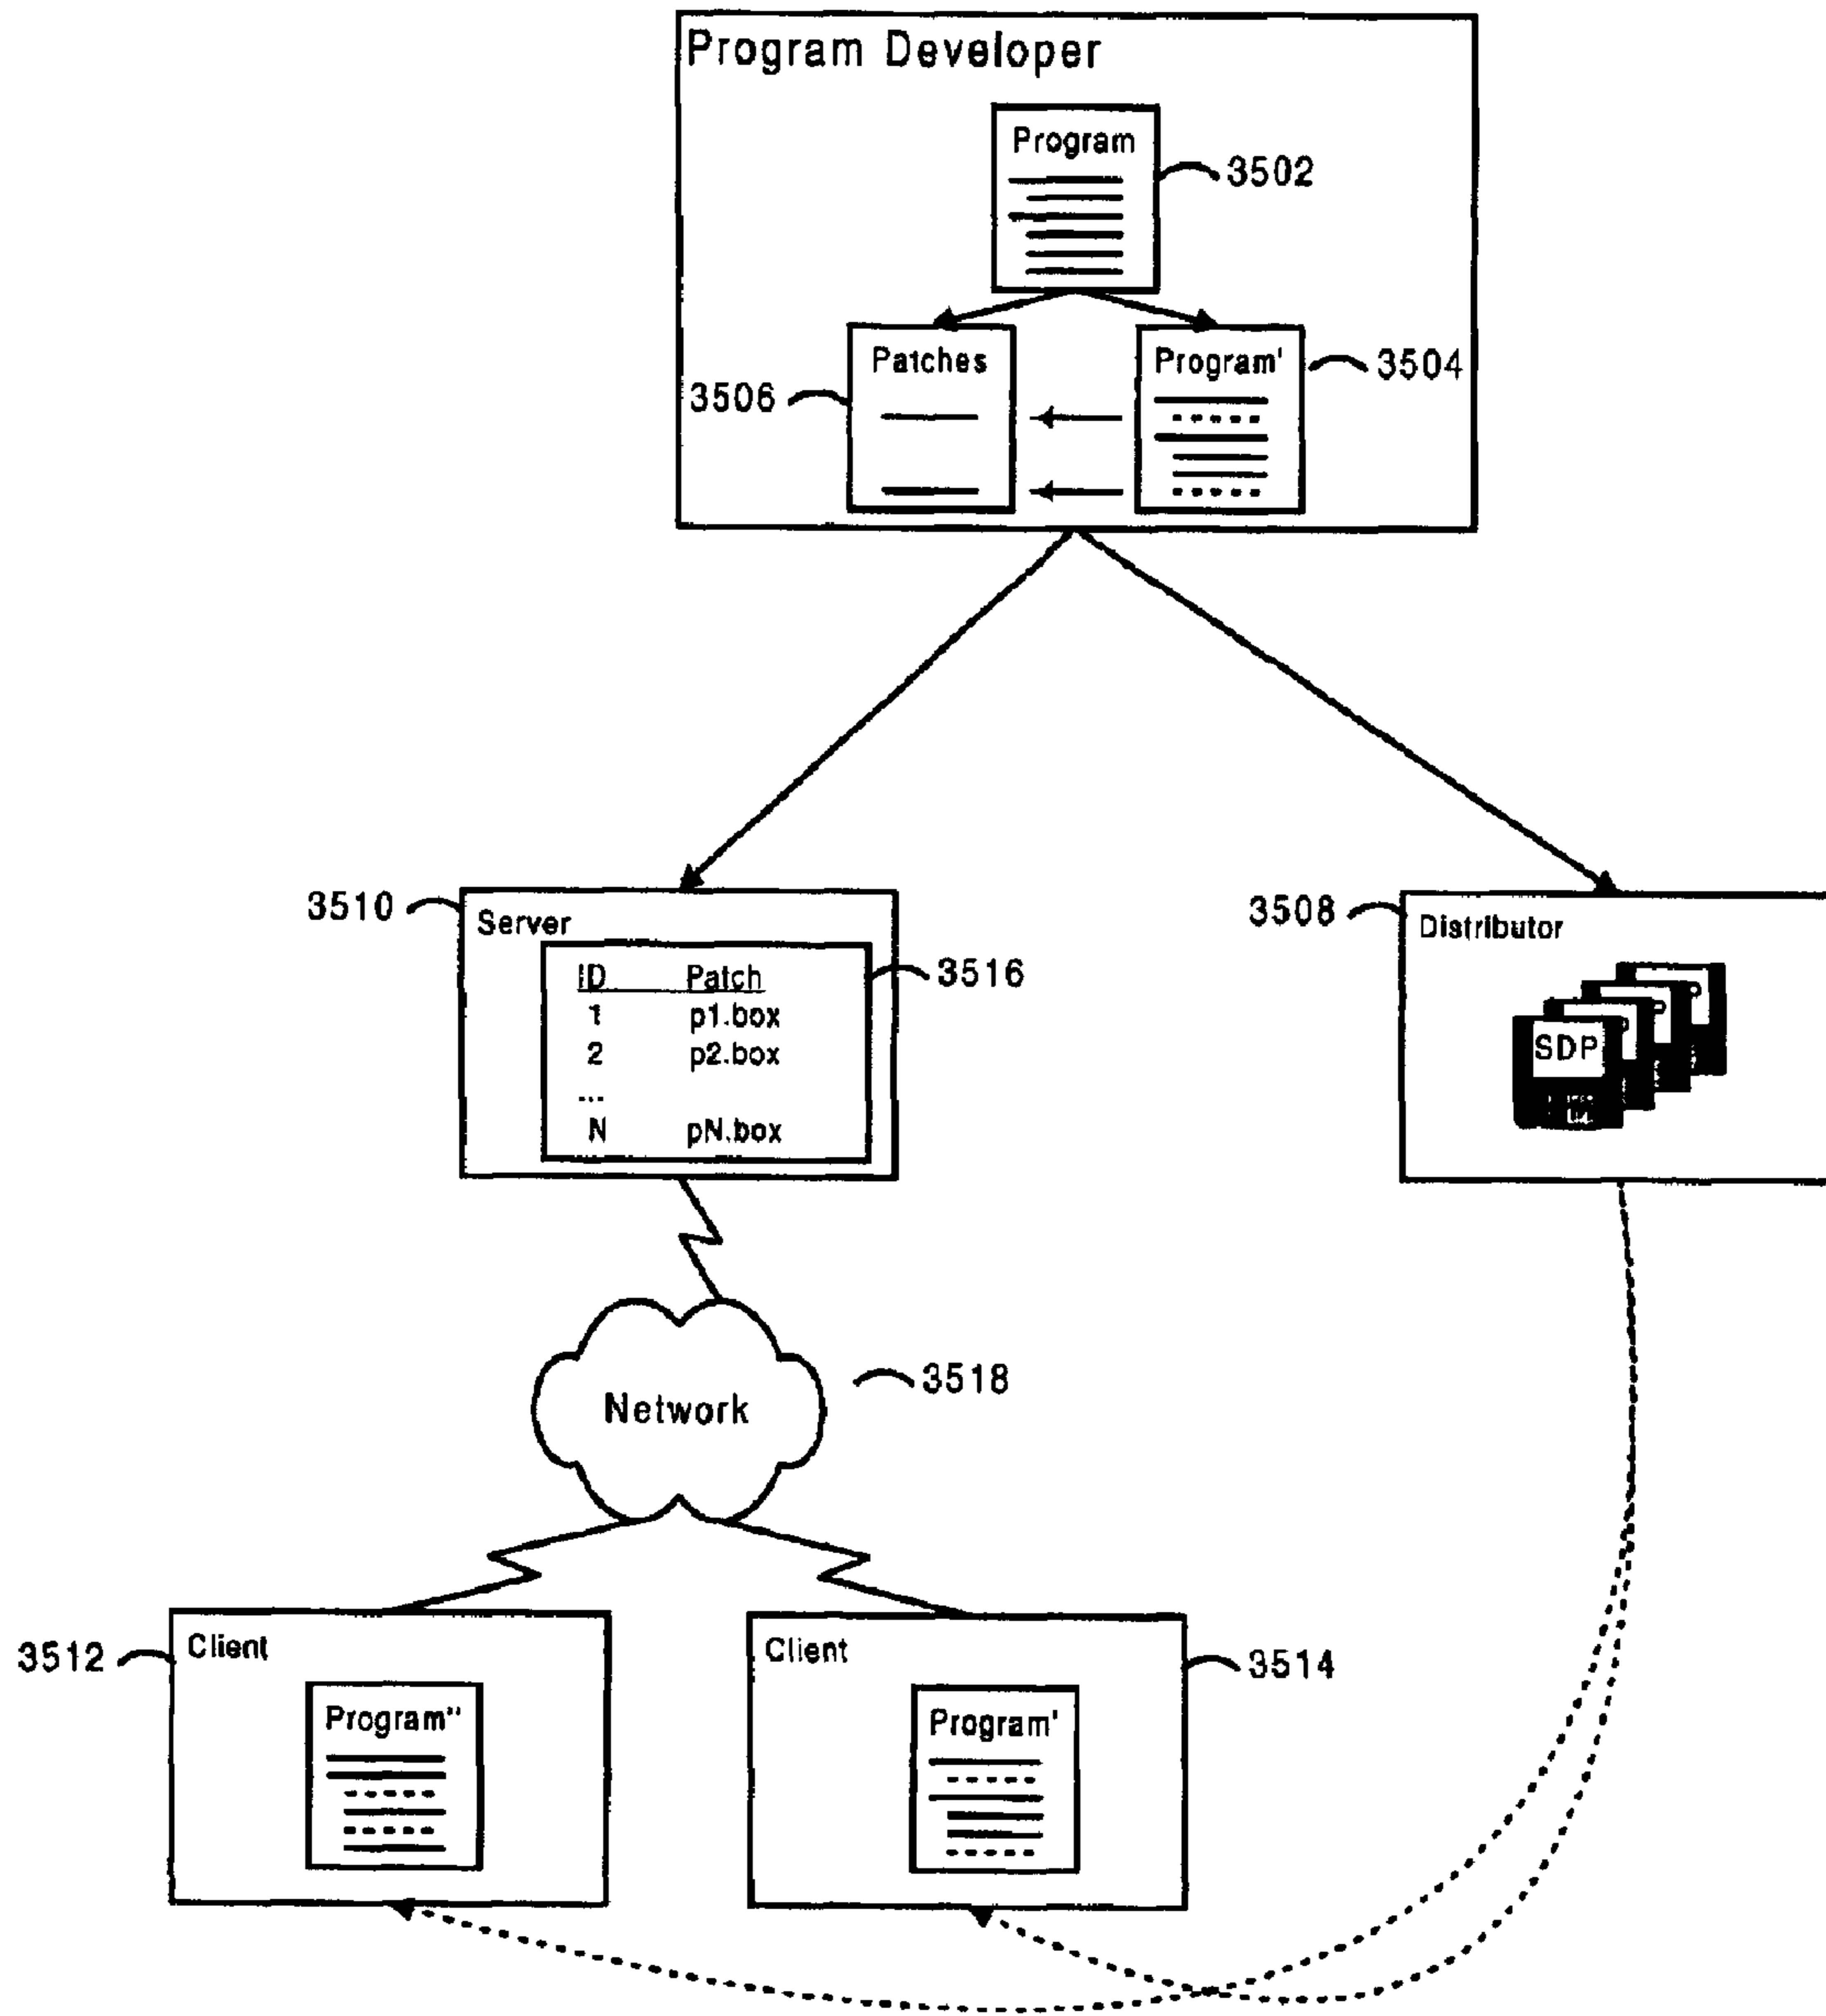 Program Developer
Program
3502
Patches
Program'
3504
3506
3510
Server
3508
Distributor
ID Patch
3516
1 p1.box
2 p2.box
...
N pN.box
SDP
Network
3518
3512
Client
Client
3514
Program''
Program'